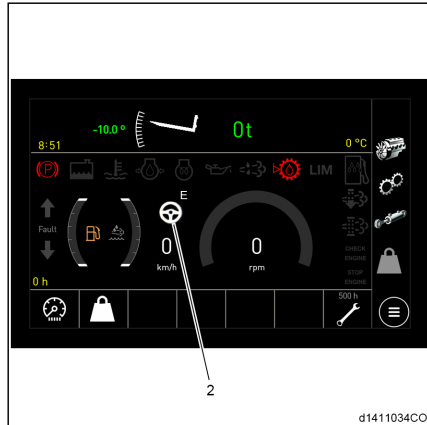 -10.0 °
0t
8:51
0 °C
(P)
LIM
E
Fault
0
km/h
0
rpm
CHECK
ENGINE
STOP
ENGINE
0 h
500 h
2
d1411034CO